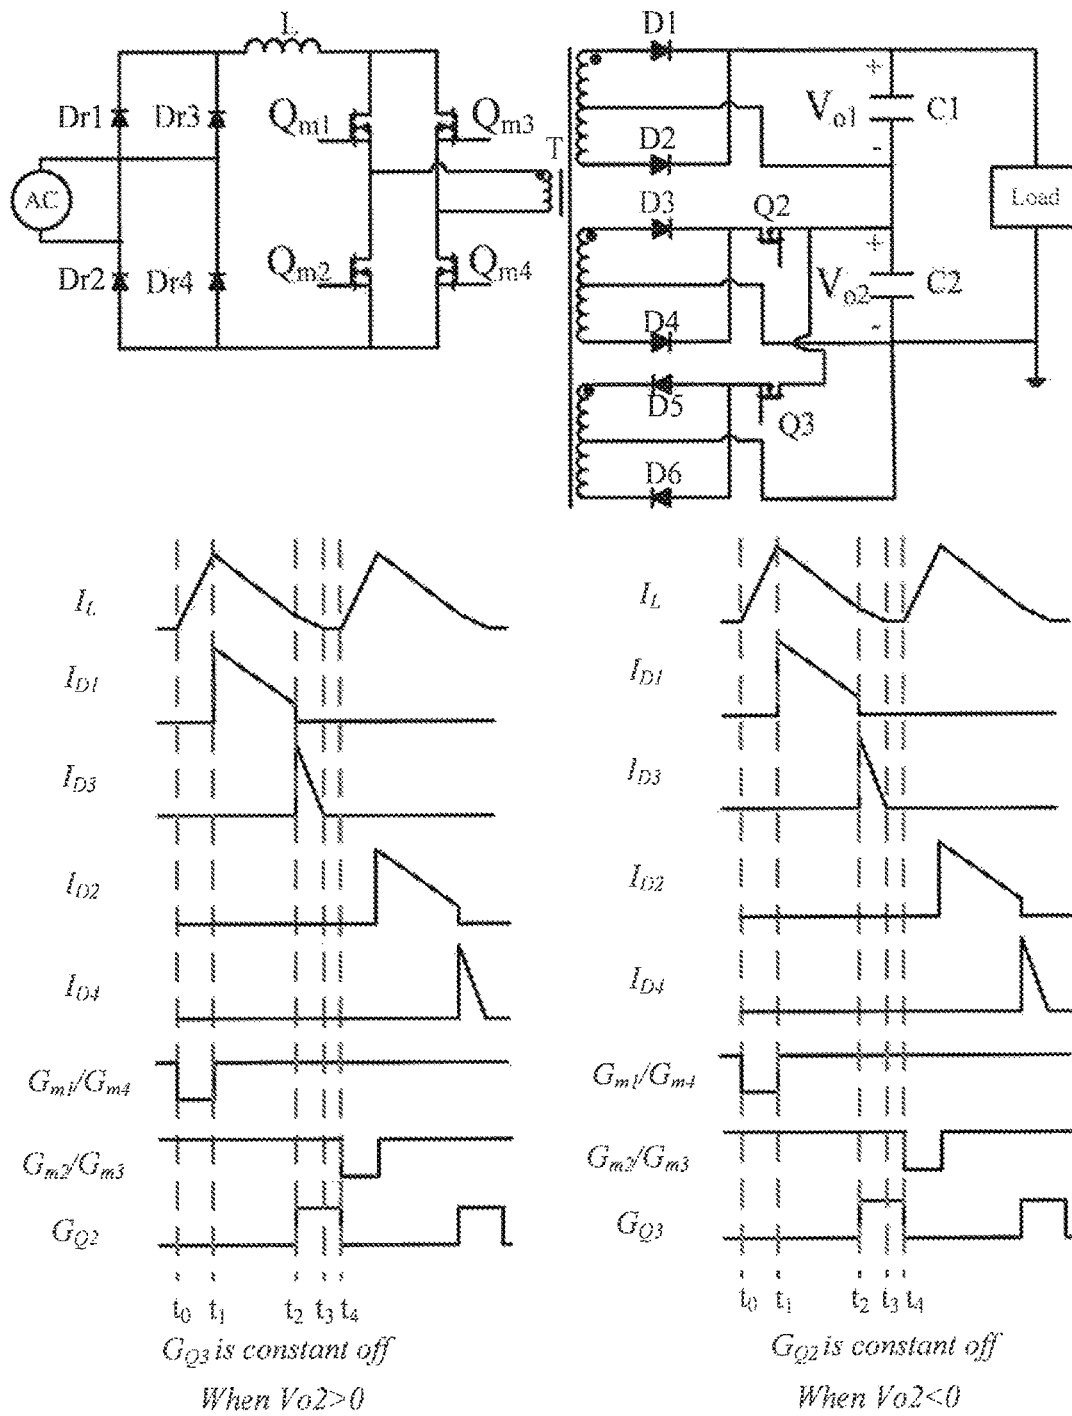 L
D1
Dr1
Dr3
Qm1
Qm3
T
D2
Vo1
+
-
C1
AC
Load
D3
Q2
Dr2
Dr4
Qm2
Qm4
D4
Vo2
+
-
C2
D5
Q3
D6
IL
ID1
ID3
ID2
ID4
Gm1/Gm4
Gm2/Gm3
GQ2
t0 t1 t2 t3 t4
GQ3 is constant off
When Vo2>0
IL
ID1
ID3
ID2
ID4
Gm1/Gm4
Gm2/Gm3
GQ3
t0 t1 t2 t3 t4
GQ2 is constant off
When Vo2<0